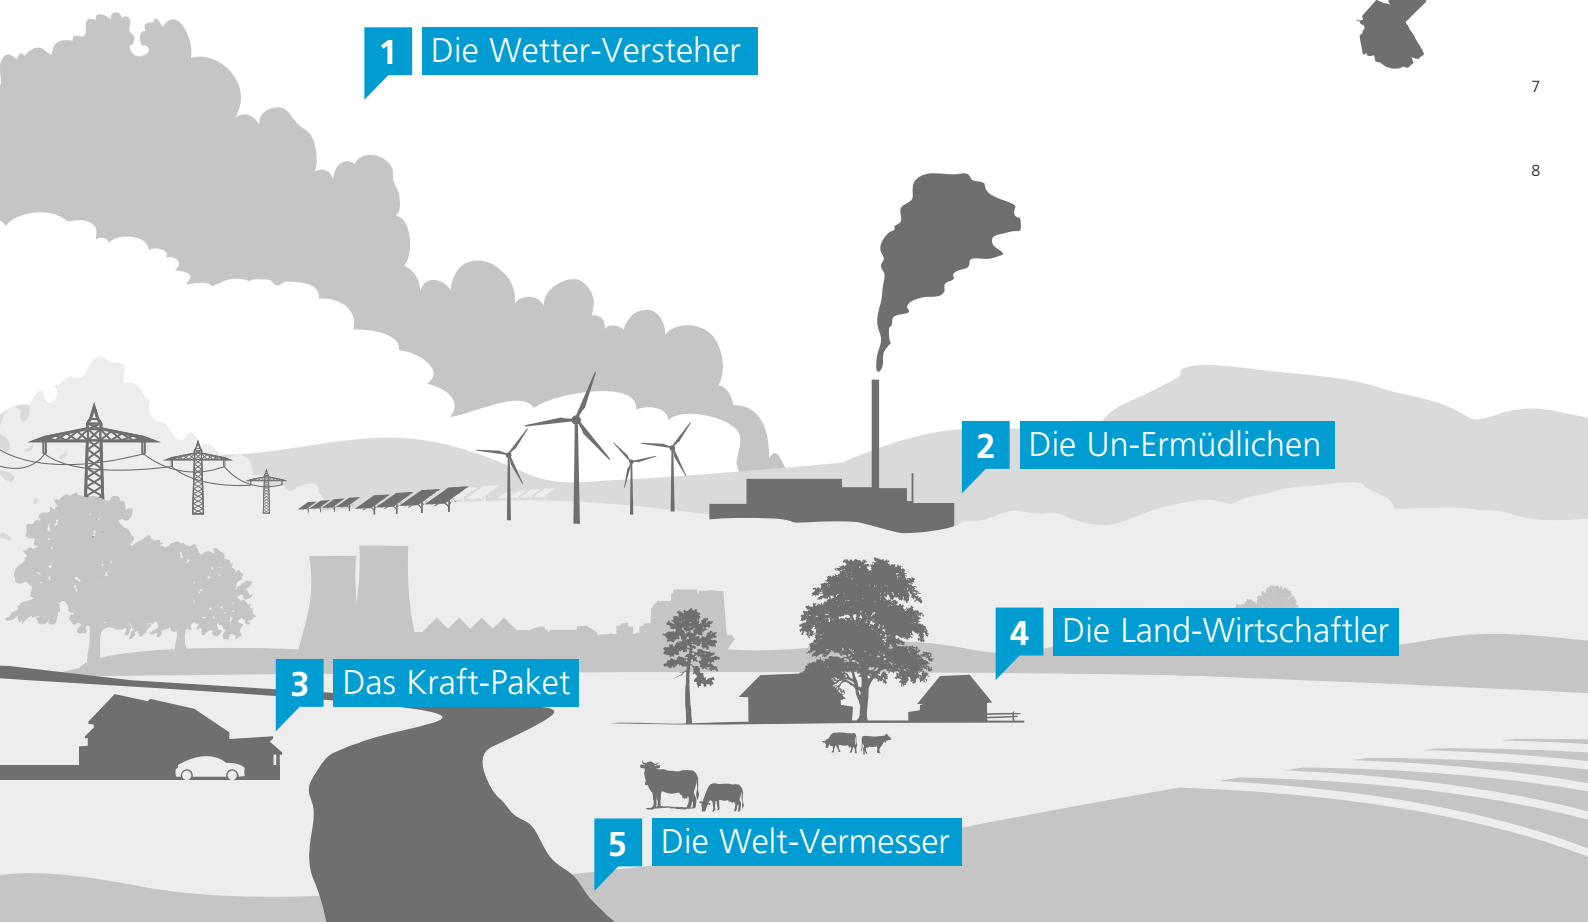 1 Die Wetter-Versteher
7
8
2 Die Un-Ermüdlichen
4 Die Land-Wirtschaftler
3 Das Kraft-Paket
5 Die Welt-Vermesser